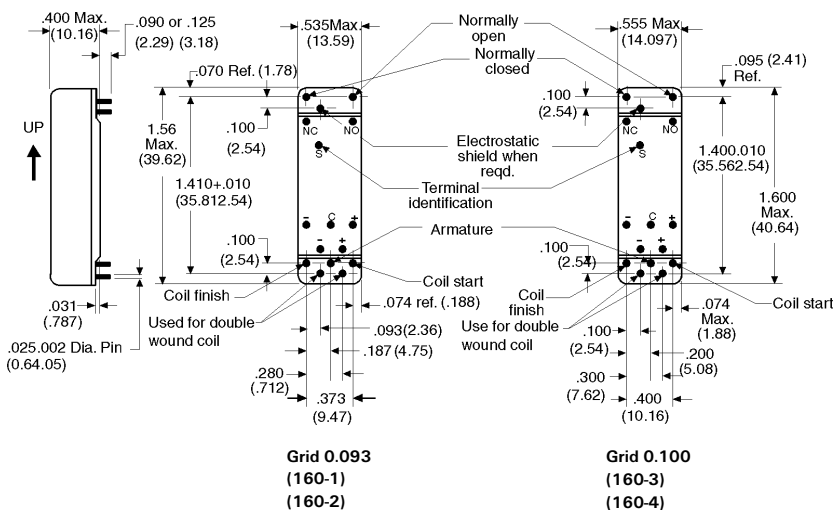 .400 Max.
(10.16)
.090 or .125
(2.29) (3.18)
UP
.031
(.787)
.025.002 Dia. Pin
(0.64.05)
.535Max.
(13.59)
.070 Ref. (1.78)
.100
(2.54)
1.56
Max.
(39.62)
1.410+.010
(35.812.54)
.100
(2.54)
NC
NO
S
-
C
+
-
+
Coil finish
Used for double
wound coil
Coil start
.074 ref. (.188)
.093(2.36)
.187 (4.75)
.280
(.712)
.373
(9.47)
Normally
open
Normally
closed
Electrostatic
shield when
reqd.
Terminal
identification
Armature
.555 Max
(14.097)
.095 (2.41)
Ref.
.100
(2.54)
NC
NO
S
1.400.010
(35.562.54)
1.600
Max.
(40.64)
-
C
+
-
+
.100
(2.54)
Coil
finish
Use for double
wound coil
Coil start
.074
Max.
(1.88)
.100
(2.54)
.200
(5.08)
.300
(7.62)
.400
(10.16)
Grid 0.093
(160-1)
(160-2)
Grid 0.100
(160-3)
(160-4)